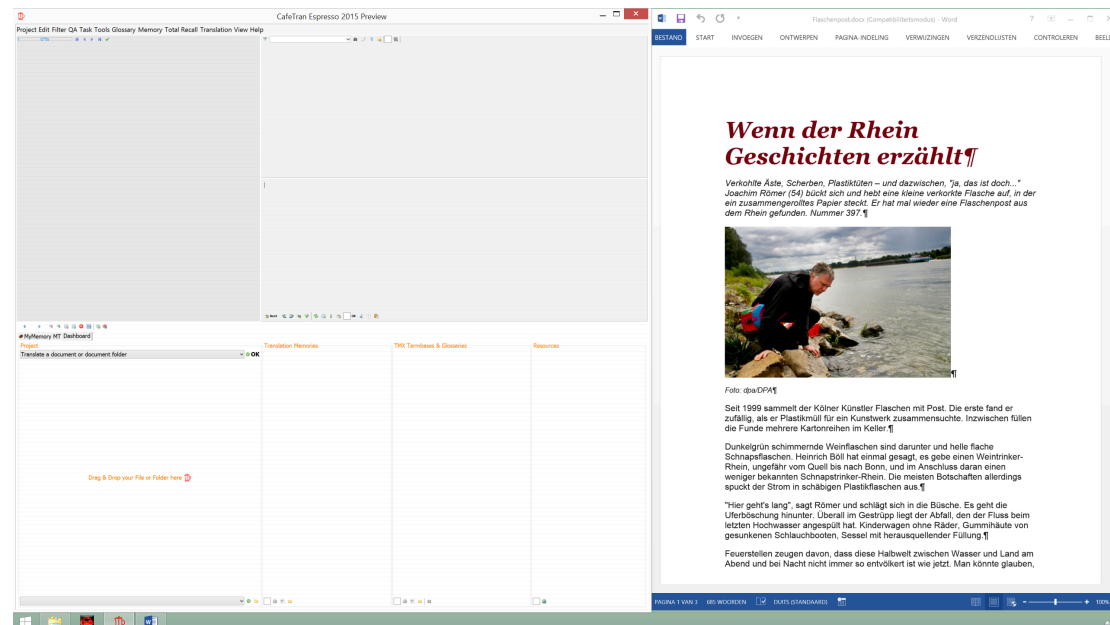 CafeTran Espresso 2015 Preview
Project Edit Filter QA Task Tools Glossary Memory Total Recall Translation View Help
MyMemory MT Dashboard
Project
Translation Memories
TMX Termbases & Glosseries
Resources
Translate a document or document folder
OK
Drag & Drop your File or Folder here
Flaschenpost.docx (Compatibiliteitsmodus) - Word
BESTAND START INVOEGEN ONTWERPEN PAGINA-INDELING VERWIJZINGEN VERZENDLIJSTEN CONTROLEREN BEEL
Wenn der Rhein
Geschichten erzählt¶
Verkohlte Äste, Scherben, Plastiktüten – und dazwischen, "ja, das ist doch..."
Joachim Römer (54) bückt sich und hebt eine kleine verkorkte Flasche auf, in der
ein zusammengerolltes Papier steckt. Er hat mal wieder eine Flaschenpost aus
dem Rhein gefunden. Nummer 397.¶
¶
Foto: dpa/DPA¶
Seit 1999 sammelt der Kölner Künstler Flaschen mit Post. Die erste fand er
zufällig, als er Plastikmüll für ein Kunstwerk zusammensuchte. Inzwischen füllen
die Funde mehrere Kartonreihen im Keller.¶
Dunkelgrün schimmernde Weinflaschen sind darunter und helle flache
Schnapsflaschen. Heinrich Böll hat einmal gesagt, es gebe einen Weintrinker-
Rhein, ungefähr vom Quell bis nach Bonn, und im Anschluss daran einen
weniger bekannten Schnapstrinker-Rhein. Die meisten Botschaften allerdings
spuckt der Strom in schäbigen Plastikflaschen aus.¶
"Hier geht's lang", sagt Römer und schlägt sich in die Büsche. Es geht die
Uferböschung hinunter. Überall im Gestrüpp liegt der Abfall, den der Fluss beim
letzten Hochwasser angespült hat. Kinderwagen ohne Räder, Gummihäute von
gesunkenen Schlauchbooten, Sessel mit herausquellender Füllung.¶
Feuerstellen zeugen davon, dass diese Halbwelt zwischen Wasser und Land am
Abend und bei Nacht nicht immer so entvölkert ist wie jetzt. Man könnte glauben,
PAGINA 1 VAN 3 685 WOORDEN DUITS (STANDAARD) 100%